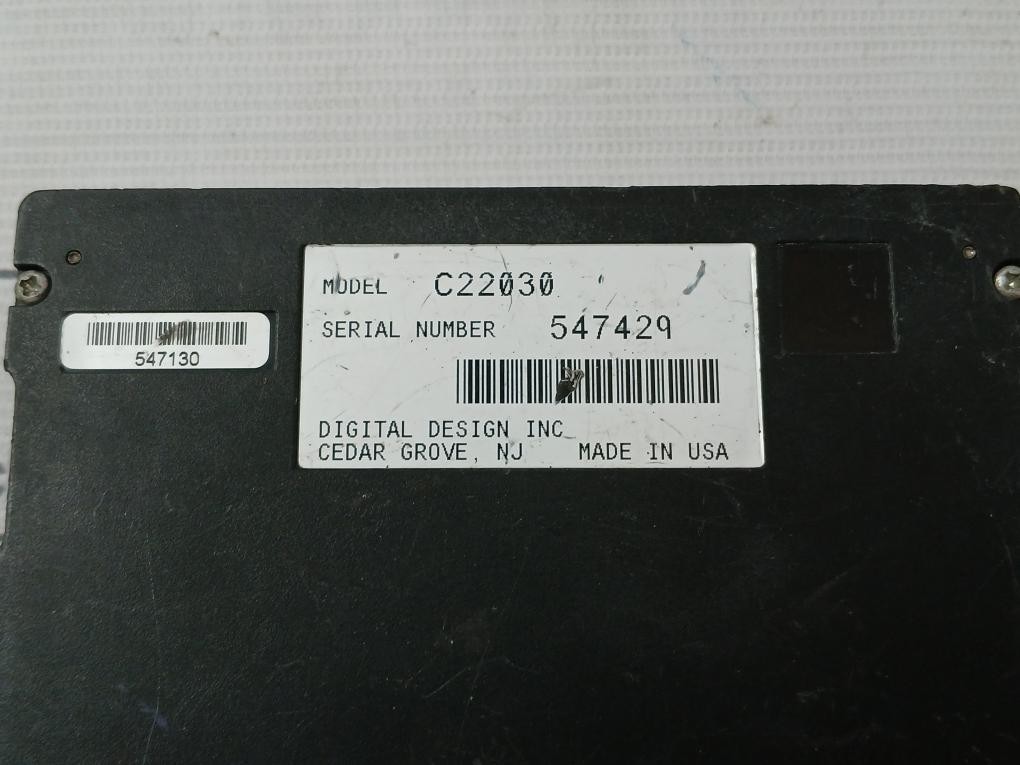 MODEL C22030
SERIAL NUMBER 547429
547130
DIGITAL DESIGN INC
CEDAR GROVE, NJ MADE IN USA